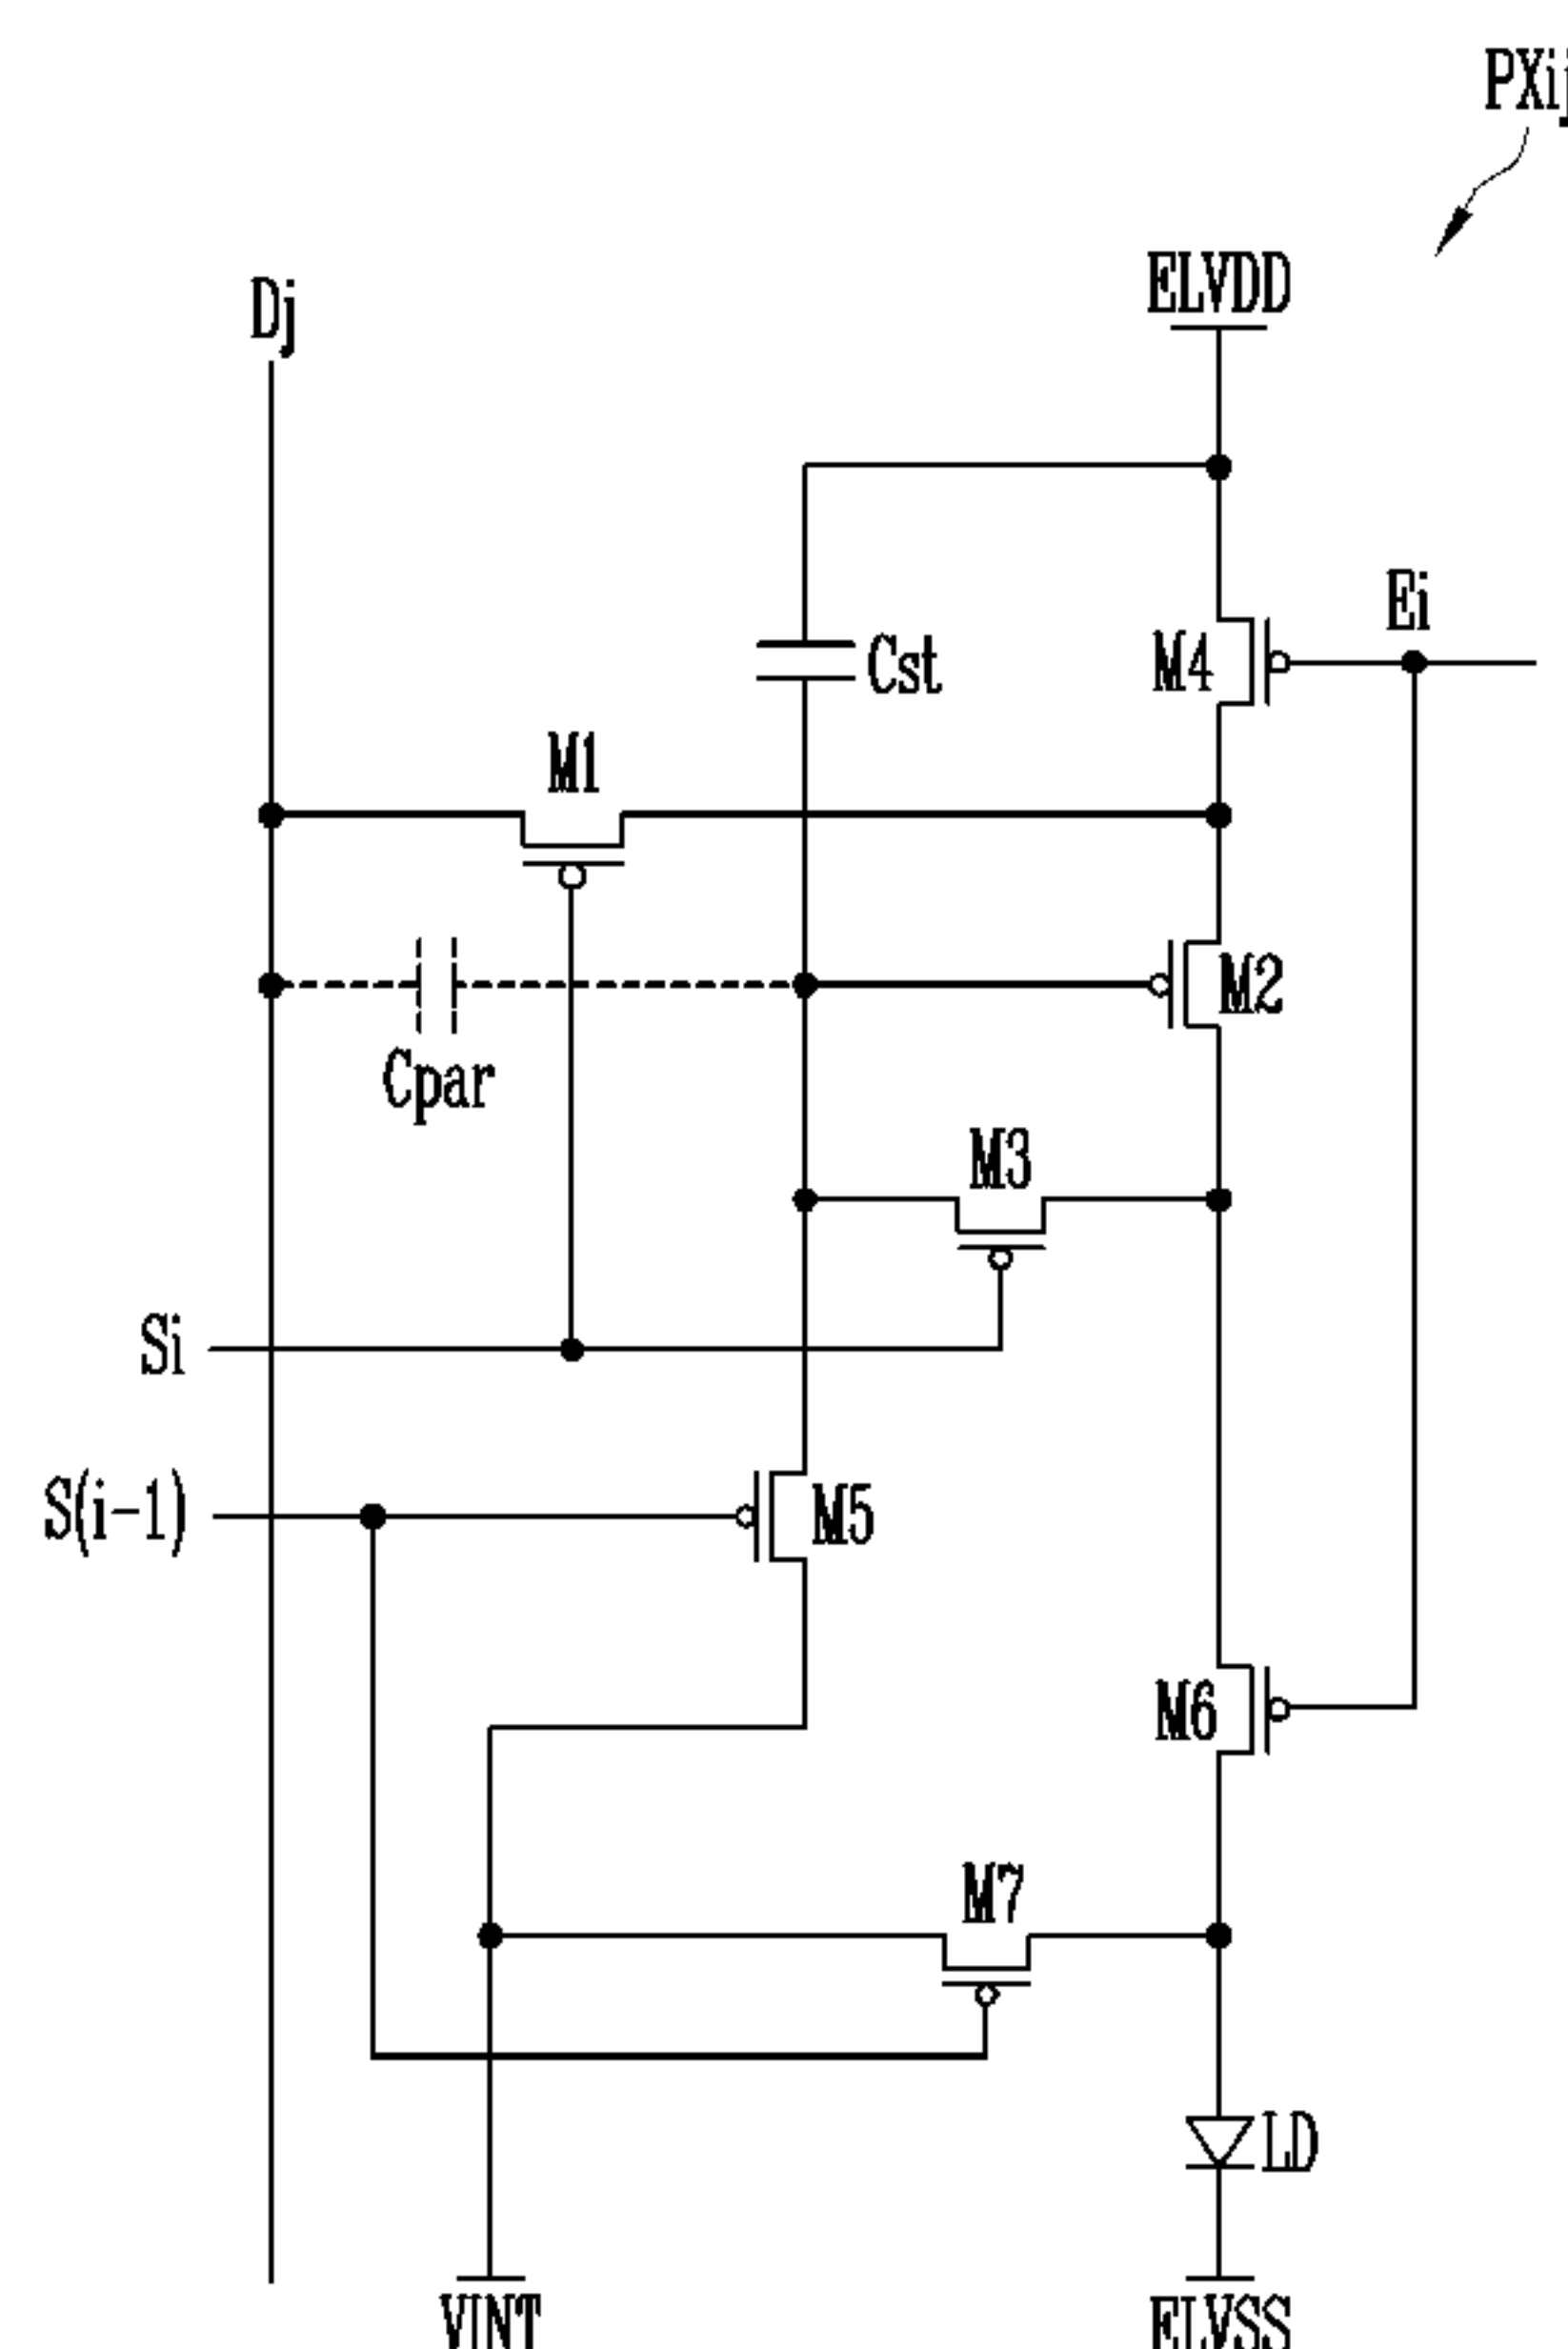 PXij
ELVDD
Dj
Ei
M4
Cst
M1
M2
Cpar
M3
Si
S(i-1)
M5
M6
M7
LD
VINT
ELVSS